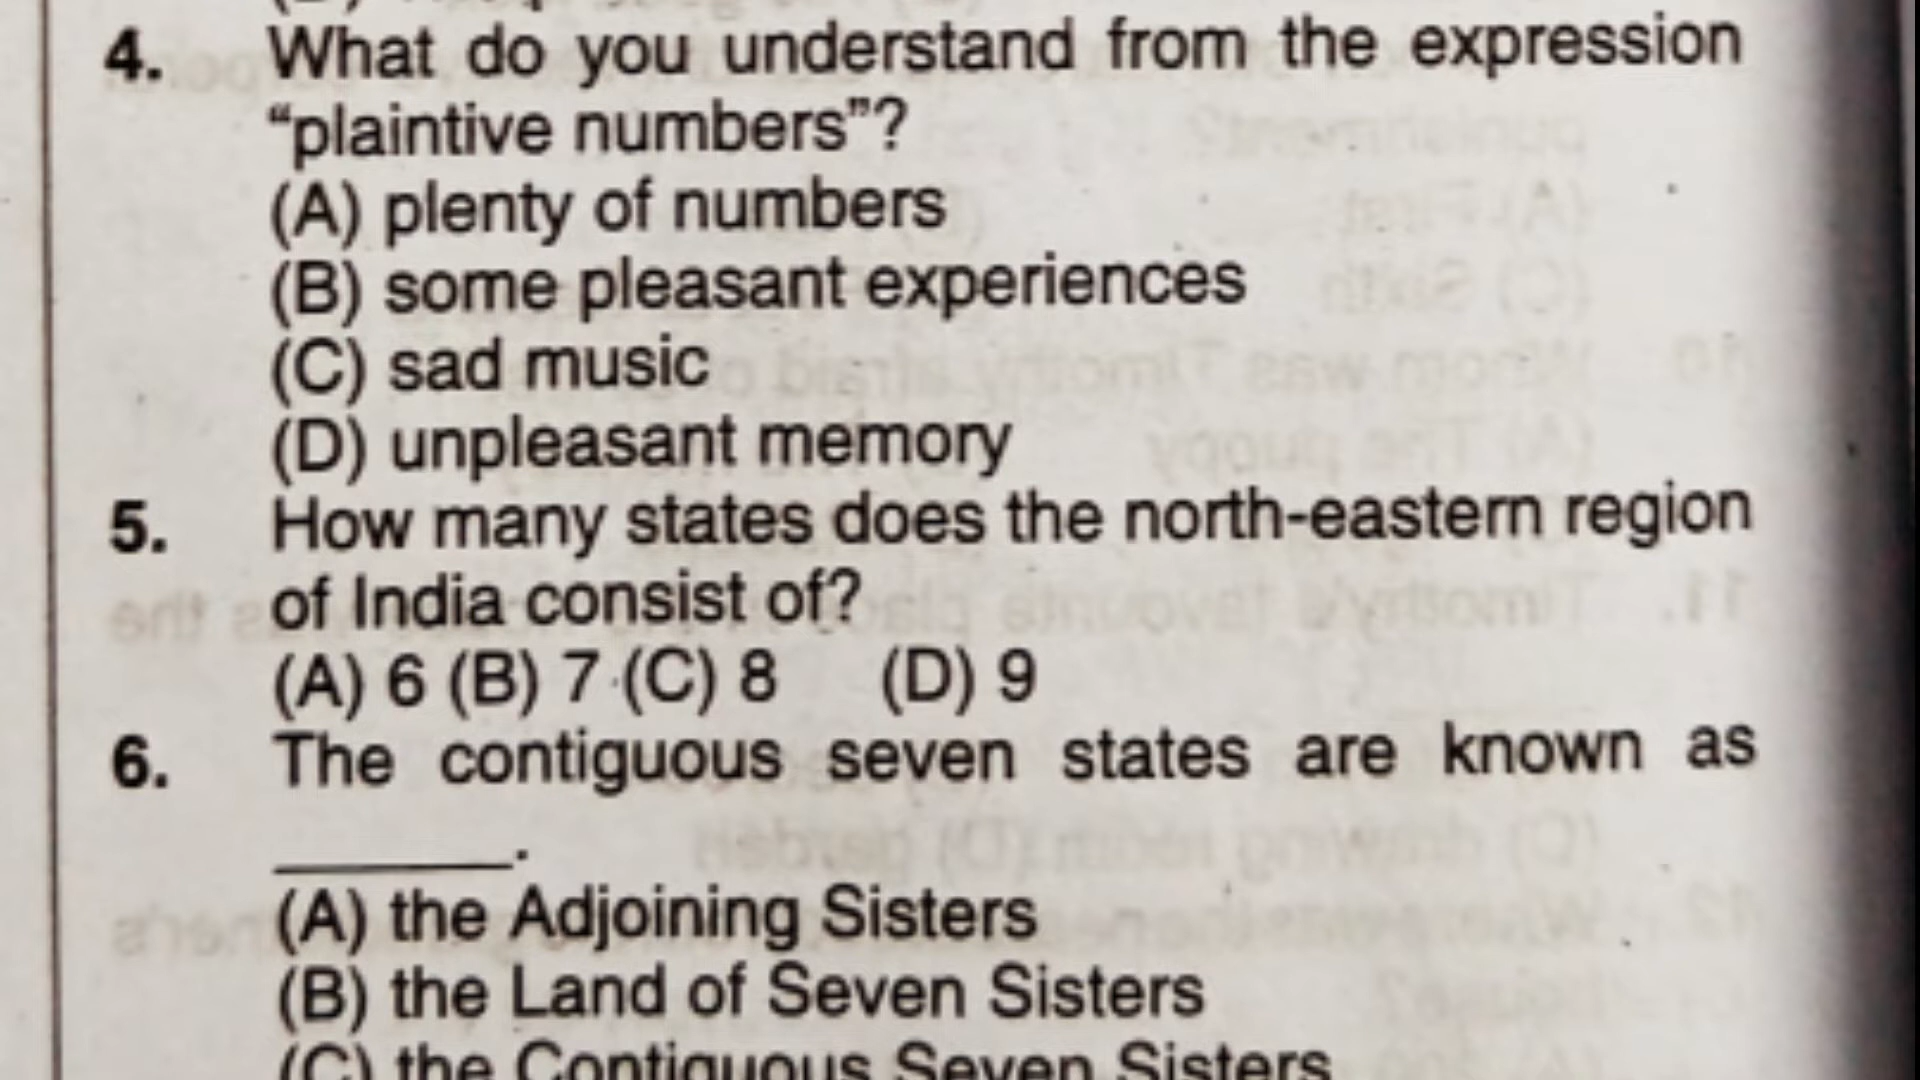 4. What do you understand from the expression
“plaintive numbers”?
(A) plenty of numbers
(B) some pleasant experiences
(C) sad music
(D) unpleasant memory
5. How many states does the north-eastern region
of India consist of?
(A) 6 (B) 7 (C) 8 (D) 9
6. The contiguous seven states are known as
______.
(A) the Adjoining Sisters
(B) the Land of Seven Sisters
(C) the Contiguous Seven Sisters